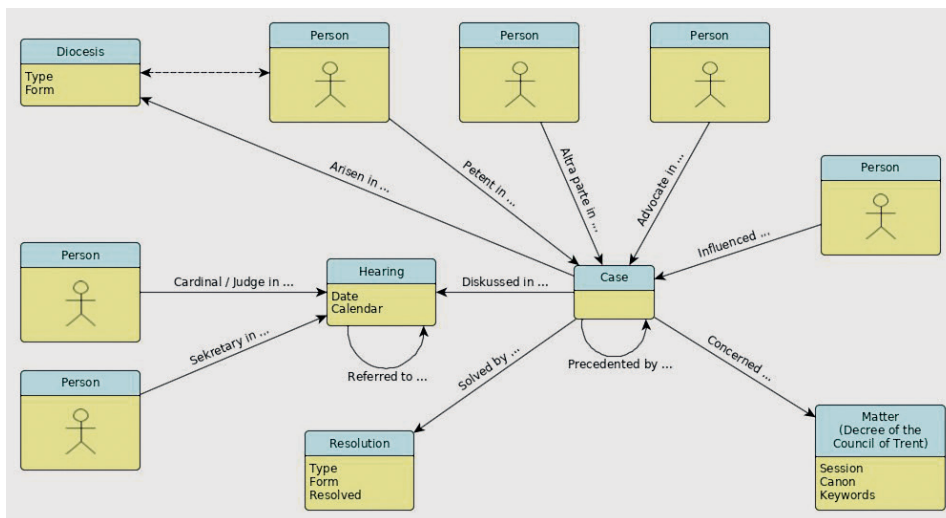 Person
Person
Person
Diocesis
Type
Form
Petent in ...
Altra parte in ...
Advocate in ...
Arisen in ...
Person
Influenced ...
Person
Cardinal / Judge in ...
Hearing
Date
Calendar
Diskussed in ...
Case
Sekretary in ...
Referred to ...
Solved by ...
Precedented by ...
Concerned ...
Person
Resolution
Type
Form
Resolved
Matter
(Decree of the
Council of Trent)
Session
Canon
Keywords